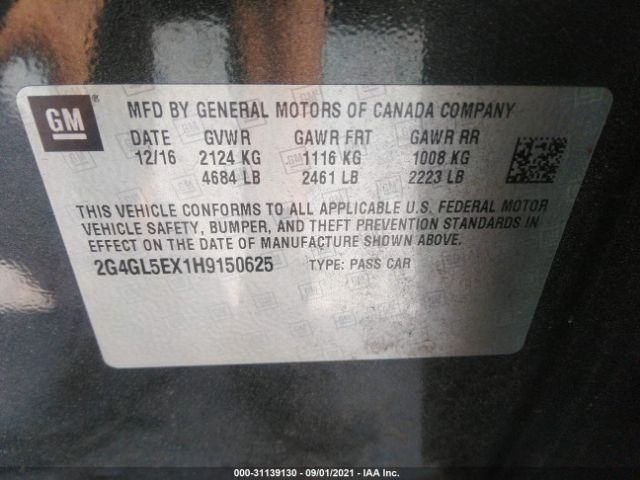 GM ®
MFD BY GENERAL MOTORS OF CANADA COMPANY
DATE GVWR GAWR FRT GAWR RR
12/16 2124 KG 1116 KG 1008 KG
4684 LB 2461 LB 2223 LB
THIS VEHICLE CONFORMS TO ALL APPLICABLE U.S. FEDERAL MOTOR
VEHICLE SAFETY, BUMPER, AND THEFT PREVENTION STANDARDS IN
EFFECT ON THE DATE OF MANUFACTURE SHOWN ABOVE.
2G4GL5EX1H9150625 TYPE: PASS CAR
000-31139130 - 09/01/2021 - IAA Inc.